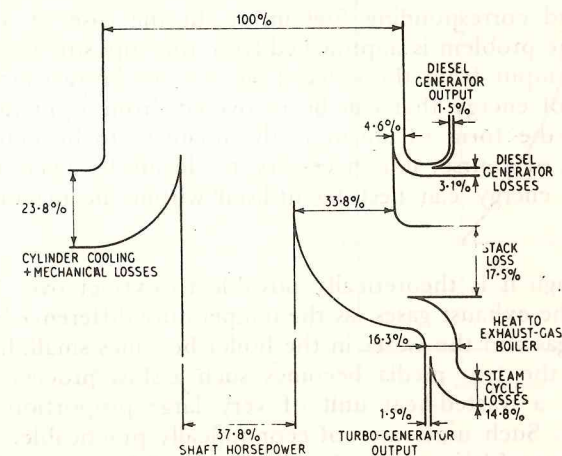 100%
DIESEL
GENERATOR
OUTPUT
1·5%
4·6%
DIESEL
GENERATOR
LOSSES
3·1%
23·8%
33·8%
CYLINDER COOLING
+MECHANICAL LOSSES
STACK
LOSS
17·5%
HEAT TO
EXHAUST-GAS
BOILER
16·3%
STEAM
CYCLE
LOSSES
14·8%
1·5%
37·8%
SHAFT HORSEPOWER
TURBO-GENERATOR
OUTPUT